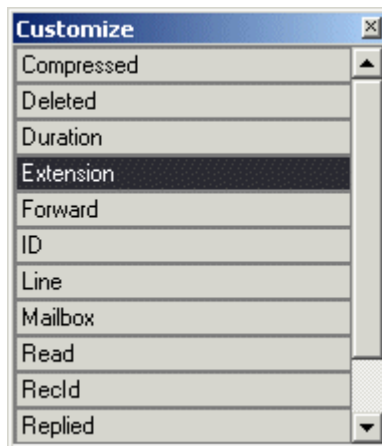 Customize
Compressed
Deleted
Duration
Extension
Forward
ID
Line
Mailbox
Read
RecId
Replied